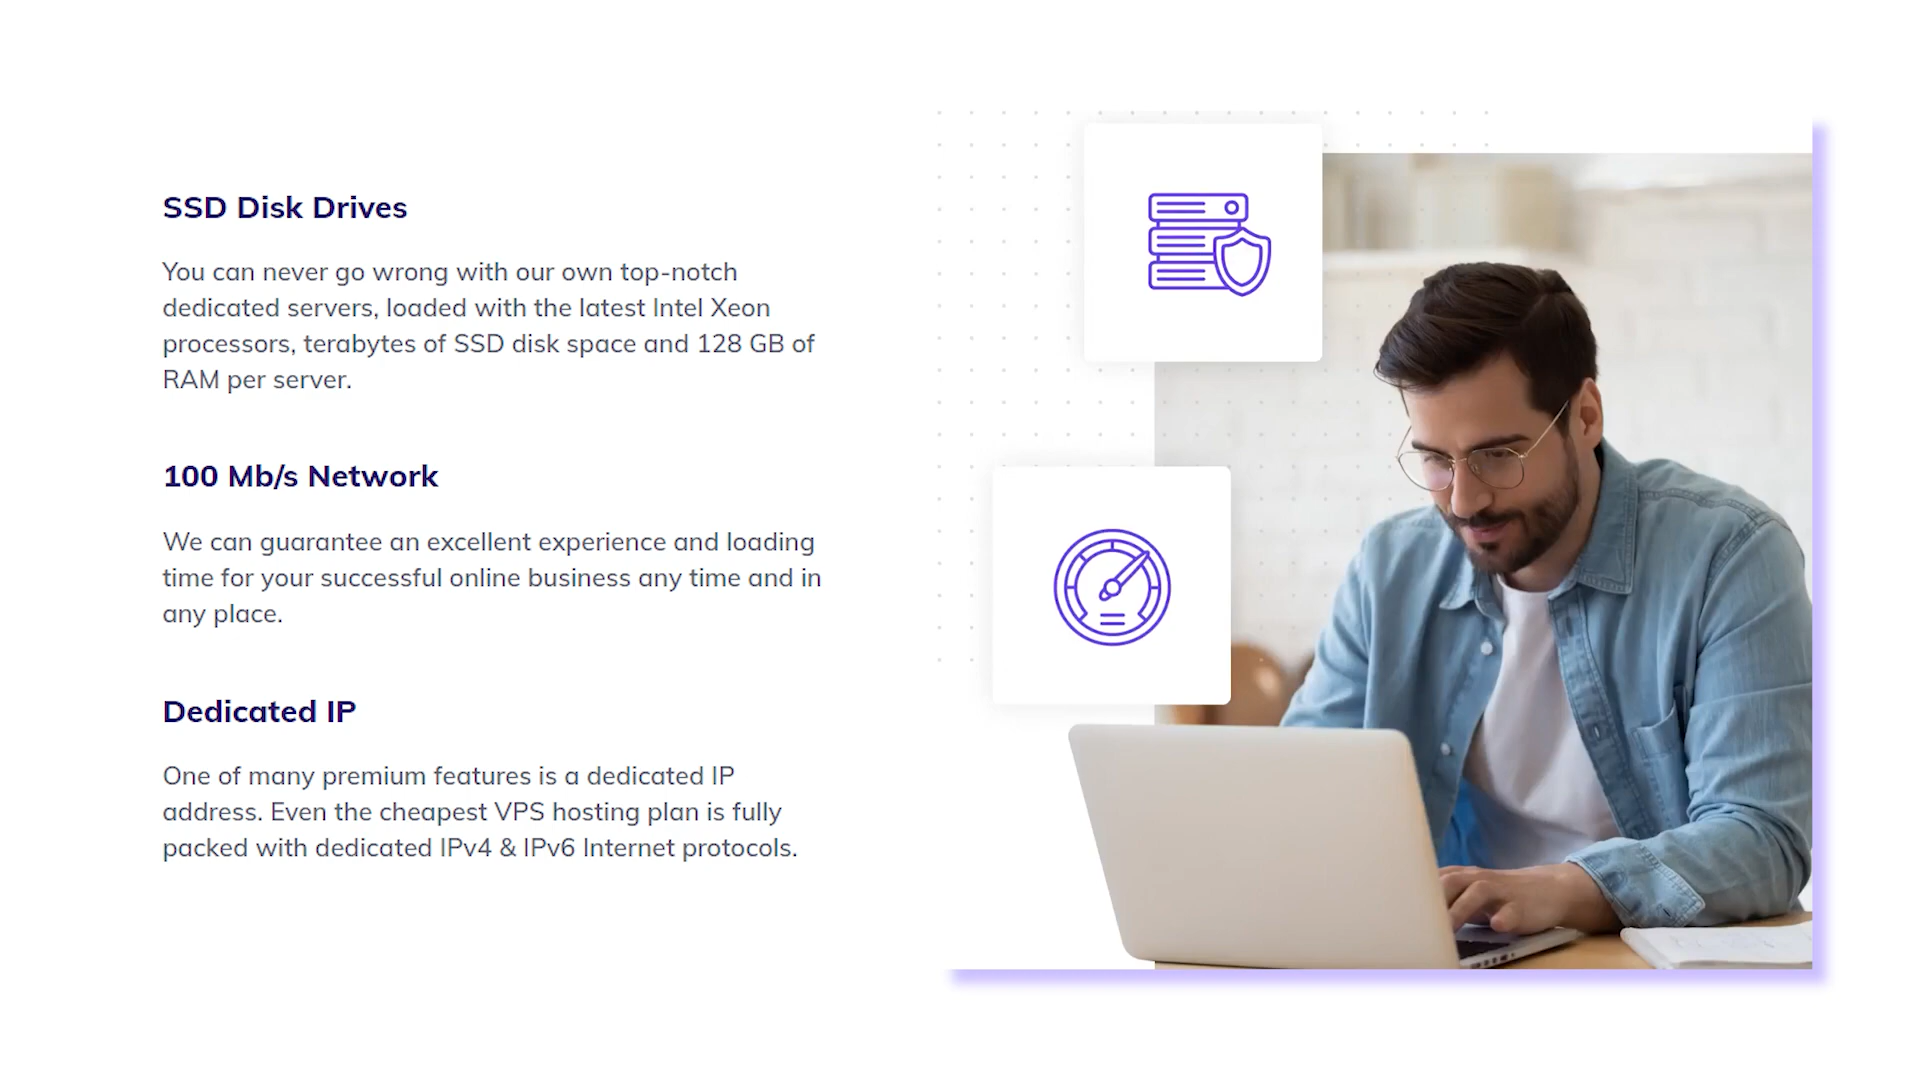 SSD Disk Drives
You can never go wrong with our own top-notch
dedicated servers, loaded with the latest Intel Xeon
processors, terabytes of SSD disk space and 128 GB of
RAM per server.
100 Mb/s Network
We can guarantee an excellent experience and loading
time for your successful online business any time and in
any place.
Dedicated IP
One of many premium features is a dedicated IP
address. Even the cheapest VPS hosting plan is fully
packed with dedicated IPv4 & IPv6 Internet protocols.